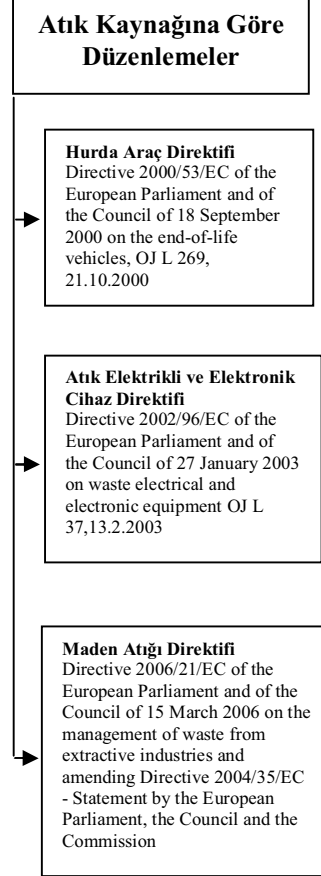 Atık Kaynağına Göre
Düzenlemeler
Hurda Araç Direktifi
Directive 2000/53/EC of the
European Parliament and of
the Council of 18 September
2000 on the end-of-life
vehicles, OJ L 269,
21.10.2000
Atık Elektrikli ve Elektronik
Cihaz Direktifi
Directive 2002/96/EC of the
European Parliament and of
the Council of 27 January 2003
on waste electrical and
electronic equipment OJ L
37,13.2.2003
Maden Atığı Direktifi
Directive 2006/21/EC of the
European Parliament and of the
Council of 15 March 2006 on the
management of waste from
extractive industries and
amending Directive 2004/35/EC
- Statement by the European
Parliament, the Council and the
Commission